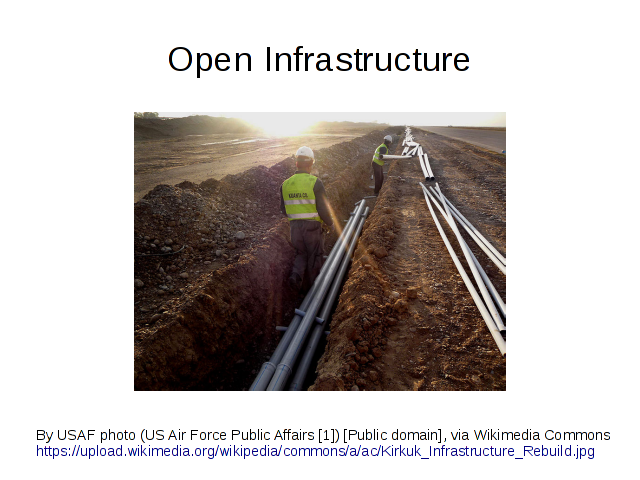 Open Infrastructure
By USAF photo (US Air Force Public Affairs [1]) [Public domain], via Wikimedia Commons
https://upload.wikimedia.org/wikipedia/commons/a/ac/Kirkuk_Infrastructure_Rebuild.jpg